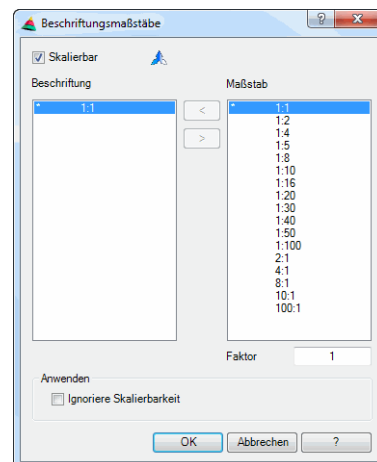 Beschriftungsmaßstäbe
?
X
Skalierbar
Beschriftung
Maßstab
* 1:1
<
>
* 1:1
1:2
1:4
1:5
1:8
1:10
1:16
1:20
1:30
1:40
1:50
1:100
2:1
4:1
8:1
10:1
100:1
Faktor 1
Anwenden
Ignoriere Skalierbarkeit
OK Abbrechen ?